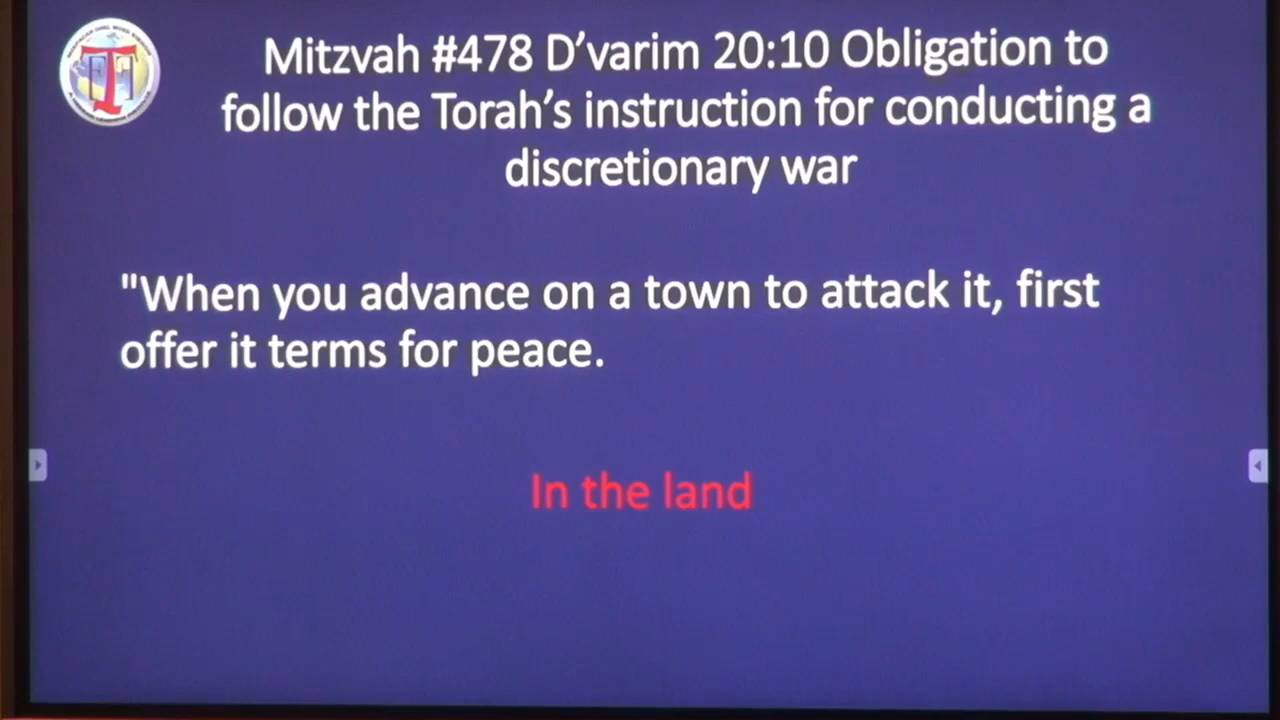 Mitzvah #478 D’varim 20:10 Obligation to
follow the Torah’s instruction for conducting a
discretionary war
"When you advance on a town to attack it, first
offer it terms for peace.
In the land